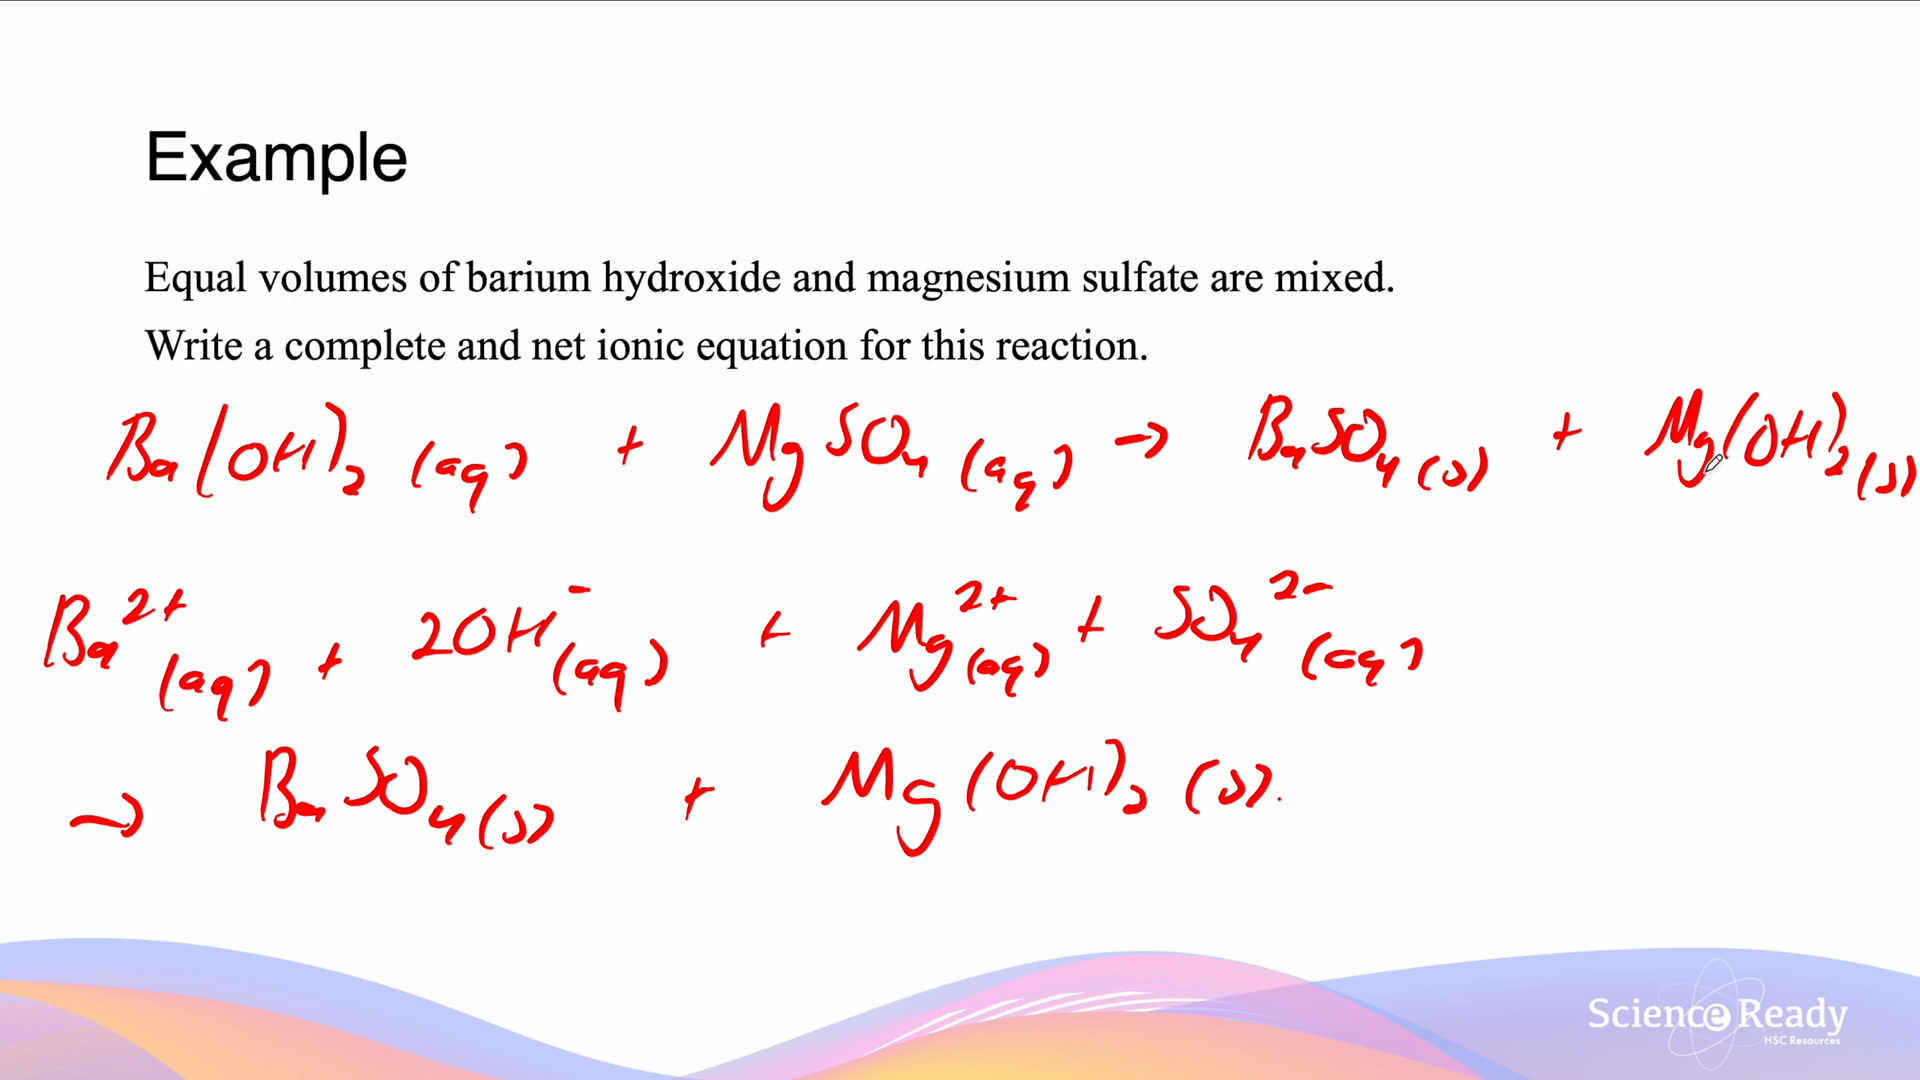 Example
Equal volumes of barium hydroxide and magnesium sulfate are mixed.
Write a complete and net ionic equation for this reaction.
Ba(OH)₂ (aq) + MgSO₄ (aq) → BaSO₄ (s) + Mg(OH)₂ (s)
Ba²⁺ (aq) + 2OH⁻ (aq) + Mg²⁺ (aq) + SO₄²⁻ (aq)
→ BaSO₄ (s) + Mg(OH)₂ (s).
Science Ready
HSC Resources